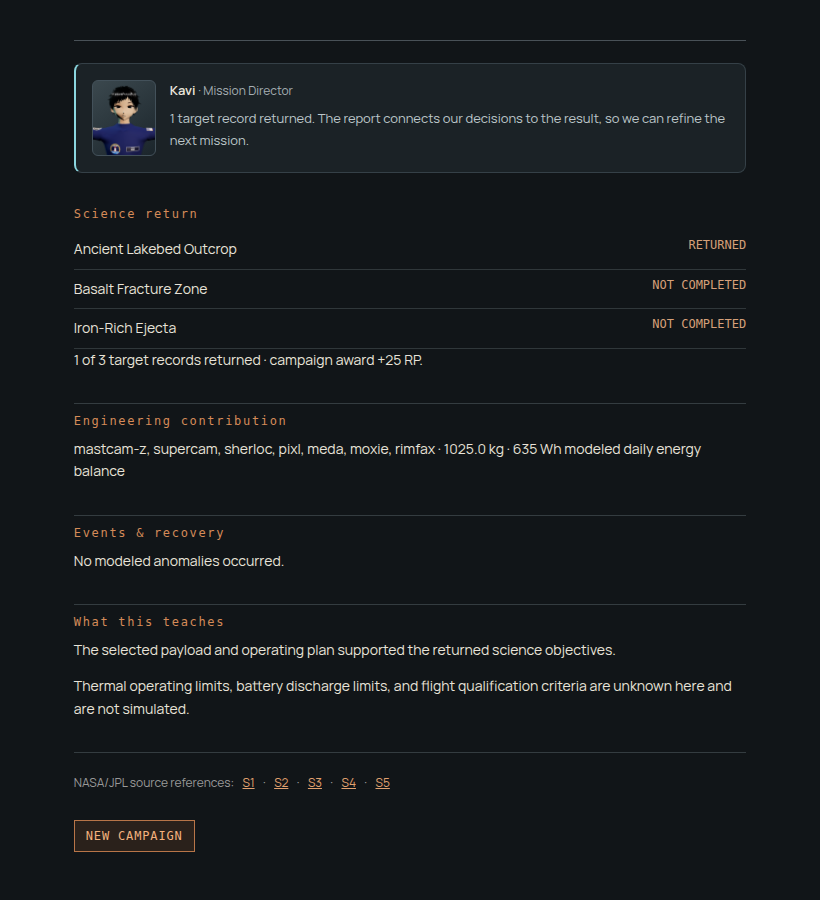 Kavi · Mission Director
1 target record returned. The report connects our decisions to the result, so we can refine the
next mission.
Science return
Ancient Lakebed Outcrop RETURNED
Basalt Fracture Zone NOT COMPLETED
Iron-Rich Ejecta NOT COMPLETED
1 of 3 target records returned · campaign award +25 RP.
Engineering contribution
mastcam-z, supercam, sherloc, pixl, meda, moxie, rimfax · 1025.0 kg · 635 Wh modeled daily energy
balance
Events & recovery
No modeled anomalies occurred.
What this teaches
The selected payload and operating plan supported the returned science objectives.
Thermal operating limits, battery discharge limits, and flight qualification criteria are unknown here and
are not simulated.
NASA/JPL source references: S1 · S2 · S3 · S4 · S5
NEW CAMPAIGN